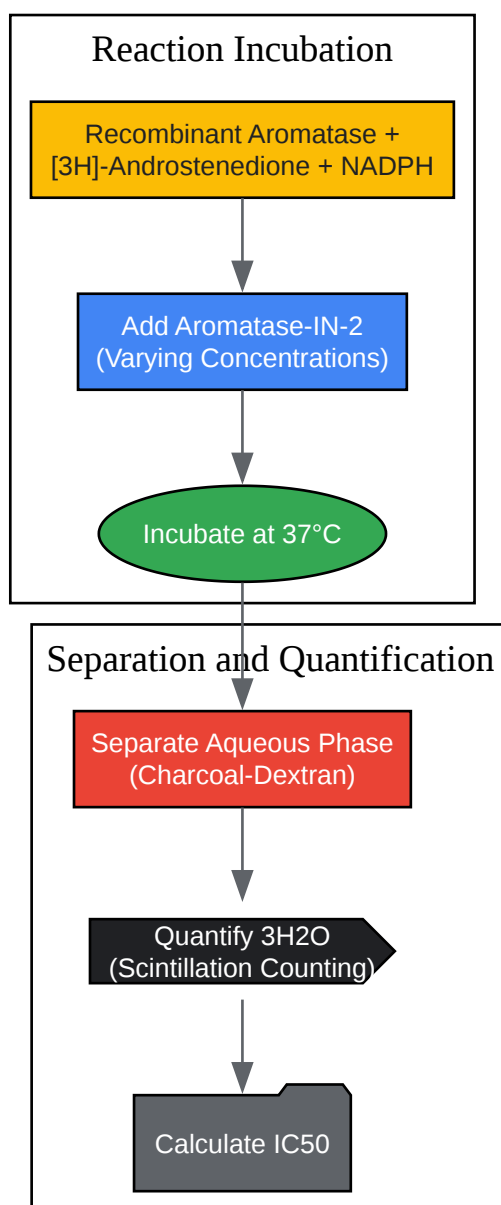 Reaction Incubation
Recombinant Aromatase +
[3H]-Androstenedione + NADPH
Add Aromatase-IN-2
(Varying Concentrations)
Incubate at 37°C
Separation and Quantification
Separate Aqueous Phase
(Charcoal-Dextran)
Quantify 3H2O
(Scintillation Counting)
Calculate IC50